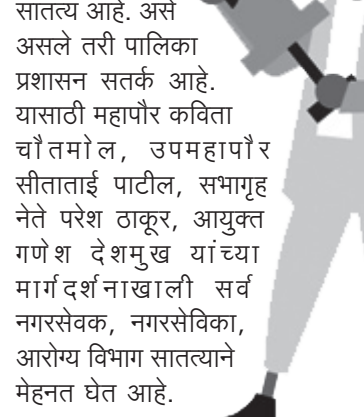 सातत्य आहे. असे
असले तरी पालिका
प्रशासन सतर्क आहे.
यासाठी महापौर कविता
चौतमोल, उपमहापौर
सीताताई पाटील, सभागृह
नेते परेश ठाकूर, आयुक्त
गणेश देशमुख यांच्या
मार्गदर्शनाखाली सर्व
नगरसेवक, नगरसेविका,
आरोग्य विभाग सातत्याने
मेहनत घेत आहे.